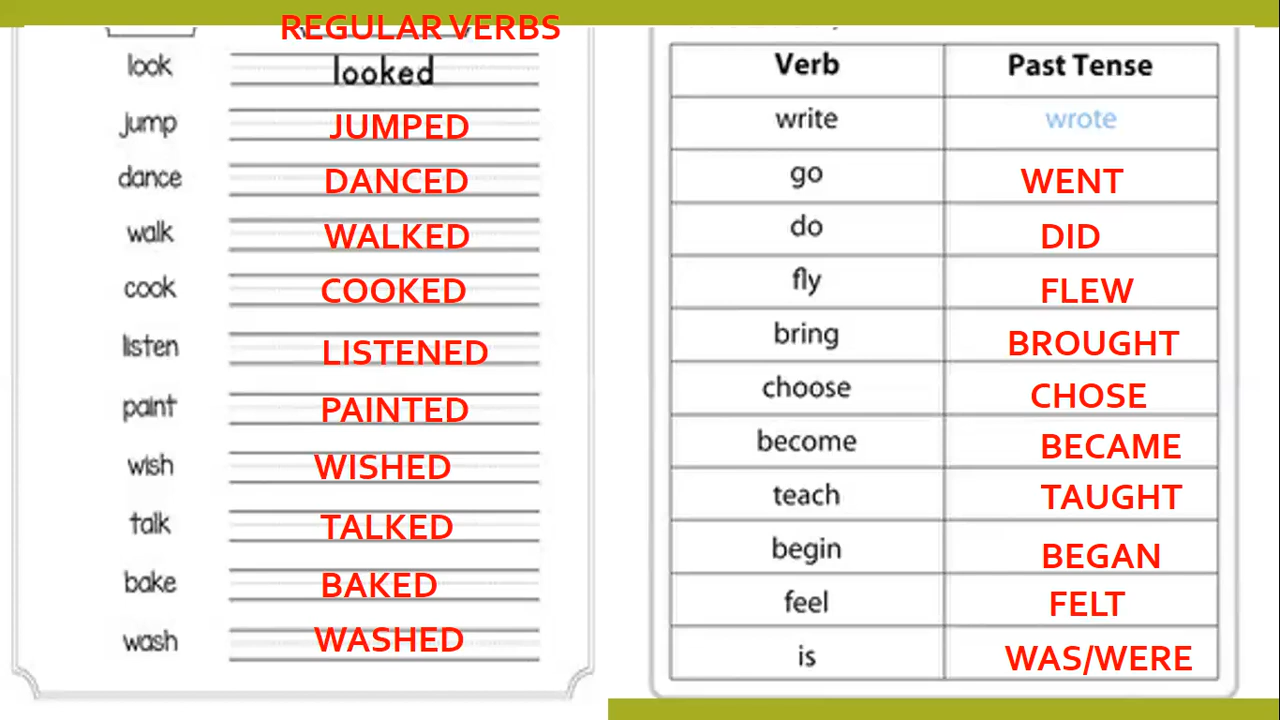 REGULAR VERBS
look looked
jump JUMPED
dance DANCED
walk WALKED
cook COOKED
listen LISTENED
paint PAINTED
wish WISHED
talk TALKED
bake BAKED
wash WASHED
Verb Past Tense
write wrote
go WENT
do DID
fly FLEW
bring BROUGHT
choose CHOSE
become BECAME
teach TAUGHT
begin BEGAN
feel FELT
is WAS/WERE